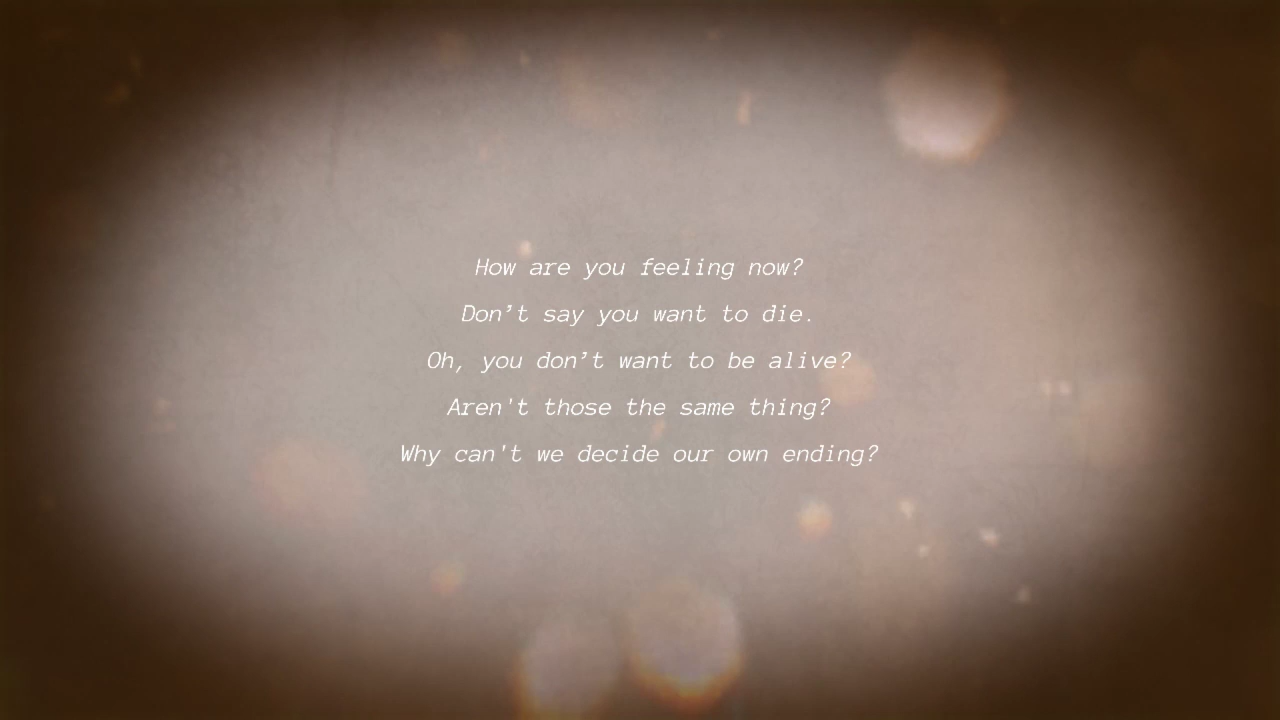 How are you feeling now?
Don’t say you want to die.
Oh, you don’t want to be alive?
Aren't those the same thing?
Why can't we decide our own ending?